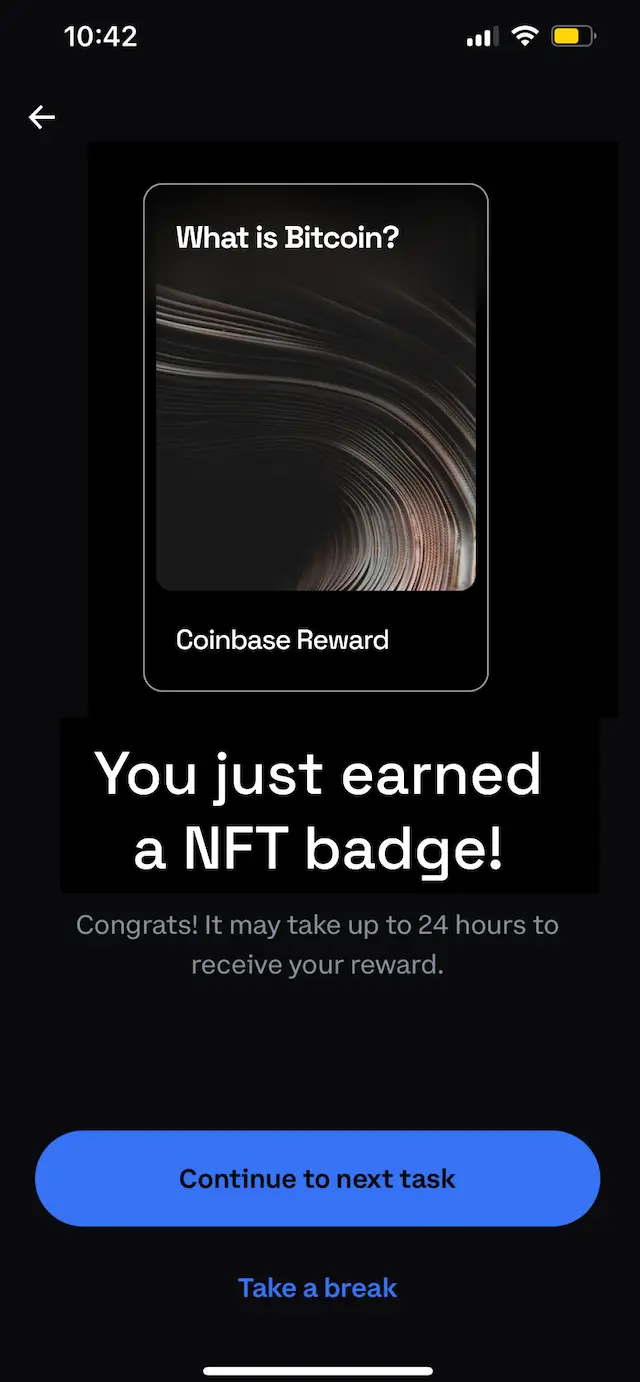 10:42
What is Bitcoin?
Coinbase Reward
You just earned
a NFT badge!
Congrats! It may take up to 24 hours to
receive your reward.
Continue to next task
Take a break